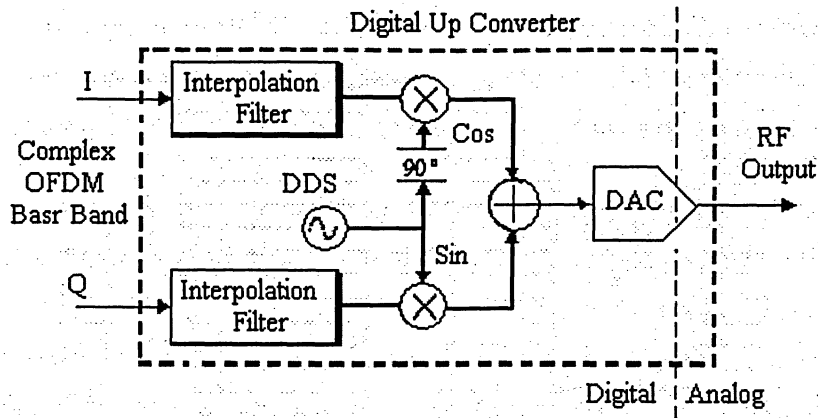 Digital Up Converter
I
Interpolation
Filter
Cos
90°
Complex
OFDM
Basr Band
DDS
Sin
DAC
RF
Output
Q
Interpolation
Filter
Digital
Analog